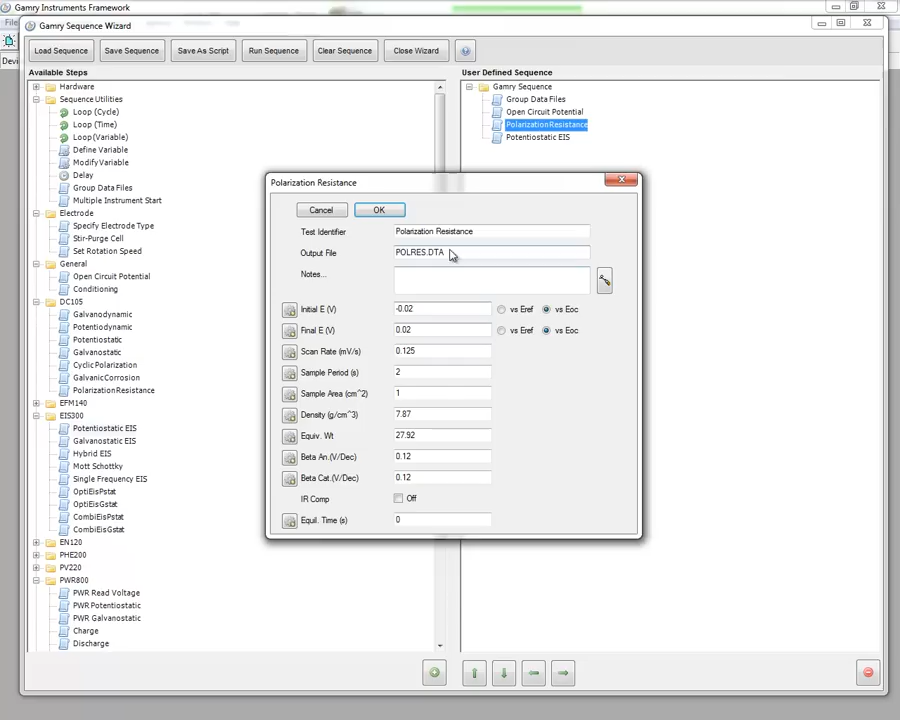 Gamry Instruments Framework
File
Gamry Sequence Wizard
Devi
Load Sequence
Save Sequence
Save As Script
Run Sequence
Clear Sequence
Close Wizard
Available Steps
Hardware
Sequence Utilities
Loop (Cycle)
Loop (Time)
Loop(Variable)
Define Variable
Modify Variable
Delay
Group Data Files
Multiple Instrument Start
Electrode
Specify Electrode Type
Stir-Purge Cell
Set Rotation Speed
General
Open Circuit Potential
Conditioning
DC105
Galvanodynamic
Potentiodynamic
Potentiostatic
Galvanostatic
Cyclic Polarization
Galvanic Corrosion
Polarization Resistance
EFM140
EIS300
Potentiostatic EIS
Galvanostatic EIS
Hybrid EIS
Mott Schottky
Single Frequency EIS
OptiEisPstat
OptiEisGstat
CombiEisPstat
CombiEisGstat
EN120
PHE200
PV220
PWR800
PWR Read Voltage
PWR Potentiostatic
PWR Galvanostatic
Charge
Discharge
User Defined Sequence
Gamry Sequence
Group Data Files
Open Circuit Potential
Polarization Resistance
Potentiostatic EIS
Polarization Resistance
Cancel
OK
Test Identifier Polarization Resistance
Output File POLRES.DTA
Notes...
Initial E (V) -0.02 vs Eref vs Eoc
Final E (V) 0.02 vs Eref vs Eoc
Scan Rate (mV/s) 0.125
Sample Period (s) 2
Sample Area (cm^2) 1
Density (g/cm^3) 7.87
Equiv. Wt 27.92
Beta An.(V/Dec) 0.12
Beta Cat.(V/Dec) 0.12
IR Comp Off
Equil. Time (s) 0